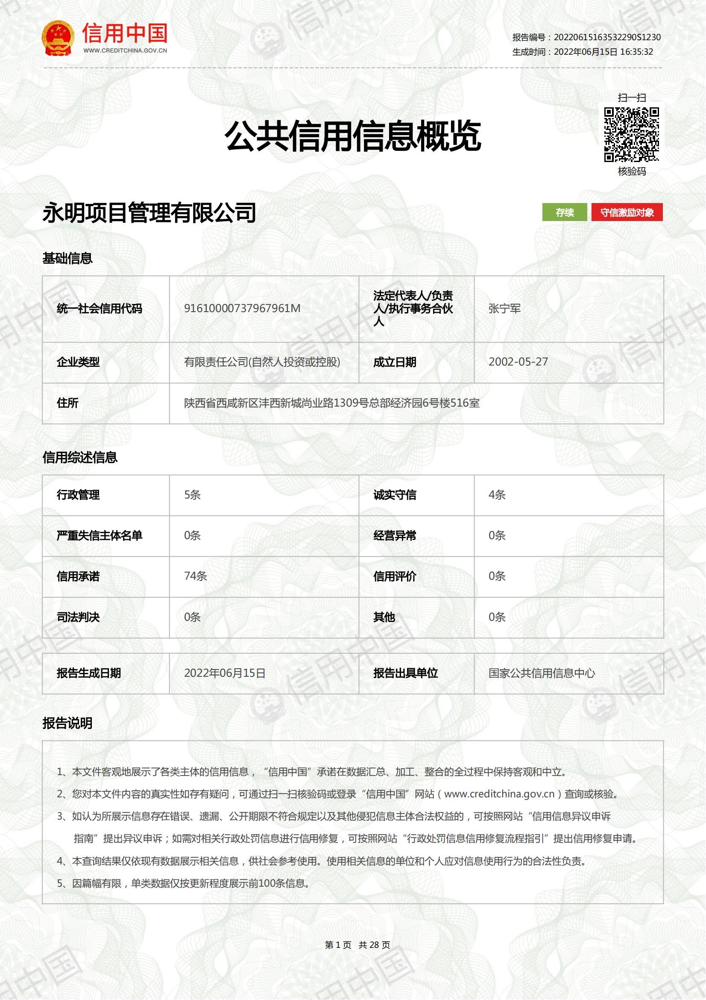 信用中国
WWW.CREDITCHINA.GOV.CN
报告编号：20220615163532290S1230
生成时间：2022年06月15日 16:35:32
扫一扫
核验码
公共信用信息概览
永明项目管理有限公司
存续
守信激励对象
基础信息
统一社会信用代码 91610000737967961M 法定代表人/负责人/执行事务合伙人 张宁军
企业类型 有限责任公司(自然人投资或控股) 成立日期 2002-05-27
住所 陕西省西咸新区沣西新城尚业路1309号总部经济园6号楼516室
信用综述信息
行政管理 5条 诚实守信 4条
严重失信主体名单 0条 经营异常 0条
信用承诺 74条 信用评价 0条
司法判决 0条 其他 0条
报告生成日期 2022年06月15日 报告出具单位 国家公共信用信息中心
报告说明
1、本文件客观地展示了各类主体的信用信息，“信用中国”承诺在数据汇总、加工、整合的全过程中保持客观和中立。
2、您对本文件内容的真实性如存有疑问，可通过扫一扫核验码或登录“信用中国”网站（www.creditchina.gov.cn）查询或核验。
3、如认为所展示信息存在错误、遗漏、公开期限不符合规定以及其他侵犯信息主体合法权益的，可按照网站“信用信息异议申诉
指南”提出异议申诉；如需对相关行政处罚信息进行信用修复，可按照网站“行政处罚信息信用修复流程指引”提出信用修复申请。
4、本查询结果仅依现有数据展示相关信息，供社会参考使用。使用相关信息的单位和个人应对信息使用行为的合法性负责。
5、因篇幅有限，单类数据仅按更新程度展示前100条信息。
第 1 页 共 28 页